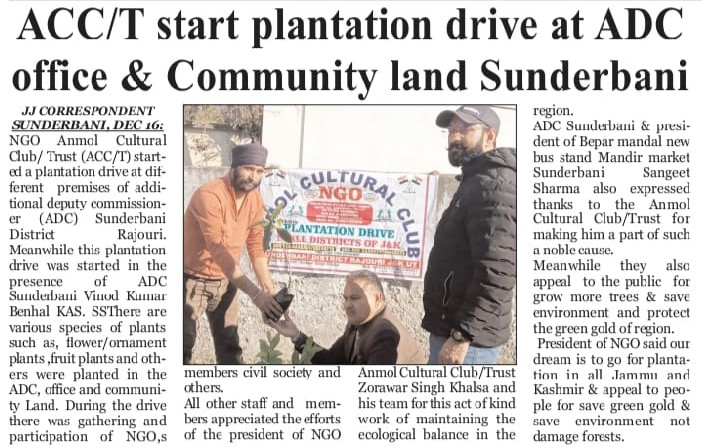 ACC/T start plantation drive at ADC
office & Community land Sunderbani
JJ CORRESPONDENT
SUNDERBANI, DEC 16:
NGO Anmol Cultural
Club/ Trust (ACC/T) start-
ed a plantation drive at dif-
ferent premises of addi-
tional deputy commission-
er (ADC) Sunderbani
District Rajouri.
Meanwhile this plantation
drive was started in the
presence of ADC
Sunderbani Vinod Kumar
Benhal KAS. SSThere are
various species of plants
such as, flower/ornament
plants ,fruit plants and oth-
ers were planted in the
ADC, office and communi-
ty Land. During the drive
there was gathering and
participation of NGO,s
OL CULTURAL CLUB
NGO
PLANTATION DRIVE
ALL DISTRICTS OF J&K
SUNDERBANI DISTRICT RAJOURI J&K UT
members civil society and
others.
All other staff and mem-
bers appreciated the efforts
of the president of NGO
Anmol Cultural Club/Trust
Zorawar Singh Khalsa and
his team for this act of kind
work of maintaining the
ecological balance in the
region.
ADC Sunderbani & presi-
dent of Bepar mandal new
bus stand Mandir market
Sunderbani Sangeet
Sharma also expressed
thanks to the Anmol
Cultural Club/Trust for
making him a part of such
a noble cause.
Meanwhile they also
appeal to the public for
grow more trees & save
environment and protect
the green gold of region.
President of NGO said our
dream is to go for planta-
tion in all Jammu and
Kashmir & appeal to peo-
ple for save green gold &
save environment not
damage forests.